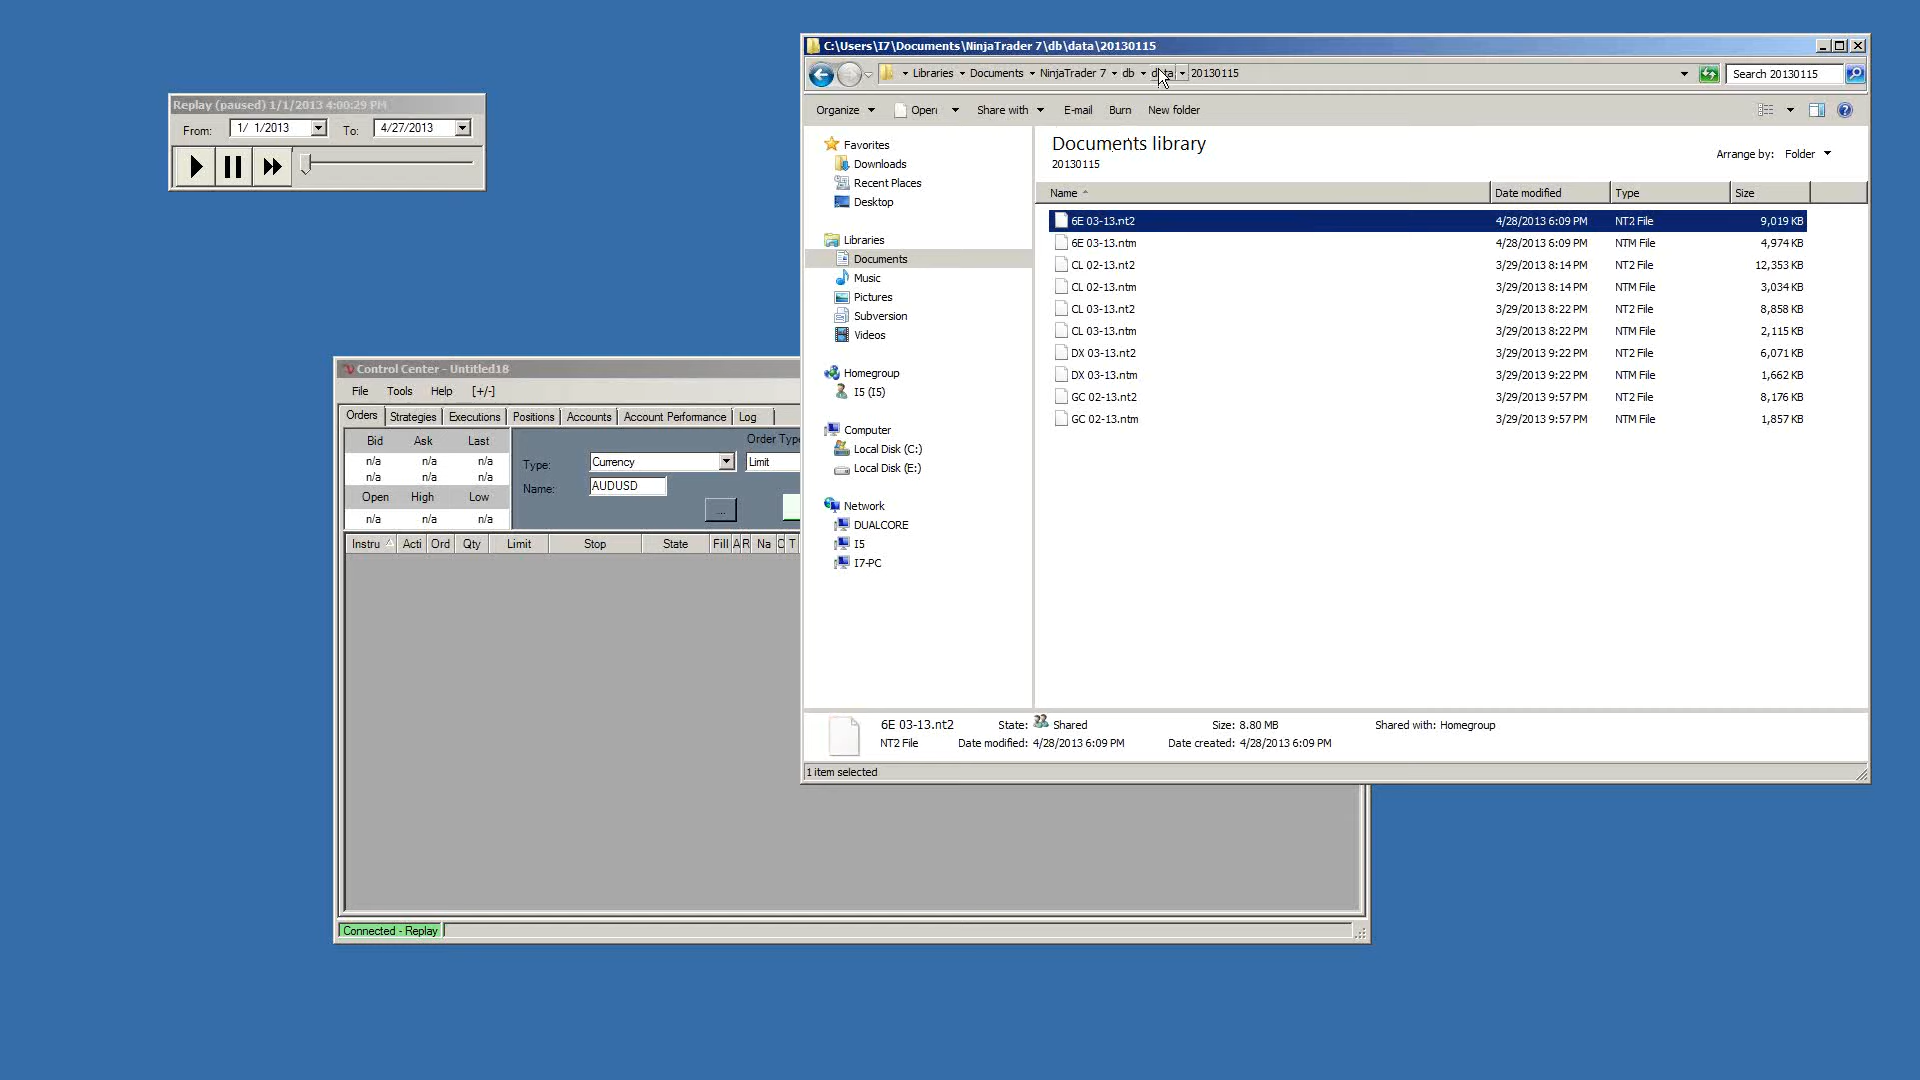 Replay (paused) 1/1/2013 4:00:29 PM
From: 1/ 1/2013 To: 4/27/2013
C:\Users\I7\Documents\NinjaTrader 7\db\data\20130115
Libraries Documents NinjaTrader 7 db data 20130115 Search 20130115
Organize Open Share with E-mail Burn New folder
Favorites
Downloads
Recent Places
Desktop
Libraries
Documents
Music
Pictures
Subversion
Videos
Homegroup
I5 (I5)
Computer
Local Disk (C:)
Local Disk (E:)
Network
DUALCORE
I5
I7-PC
Documents library
20130115
Arrange by: Folder
Name Date modified Type Size
6E 03-13.nt2 4/28/2013 6:09 PM NT2 File 9,019 KB
6E 03-13.ntm 4/28/2013 6:09 PM NTM File 4,974 KB
CL 02-13.nt2 3/29/2013 8:14 PM NT2 File 12,353 KB
CL 02-13.ntm 3/29/2013 8:14 PM NTM File 3,034 KB
CL 03-13.nt2 3/29/2013 8:22 PM NT2 File 8,858 KB
CL 03-13.ntm 3/29/2013 8:22 PM NTM File 2,115 KB
DX 03-13.nt2 3/29/2013 9:22 PM NT2 File 6,071 KB
DX 03-13.ntm 3/29/2013 9:22 PM NTM File 1,662 KB
GC 02-13.nt2 3/29/2013 9:57 PM NT2 File 8,176 KB
GC 02-13.ntm 3/29/2013 9:57 PM NTM File 1,857 KB
6E 03-13.nt2 State: Shared Size: 8.80 MB Shared with: Homegroup
NT2 File Date modified: 4/28/2013 6:09 PM Date created: 4/28/2013 6:09 PM
1 item selected
Control Center - Untitled18
File Tools Help [+/-]
Orders Strategies Executions Positions Accounts Account Performance Log
Bid Ask Last
n/a n/a n/a
n/a n/a n/a
Open High Low
n/a n/a n/a
Order Type
Type: Currency Limit
Name: AUDUSD
...
Instru Acti Ord Qty Limit Stop State Fill A R Na C T
Connected - Replay